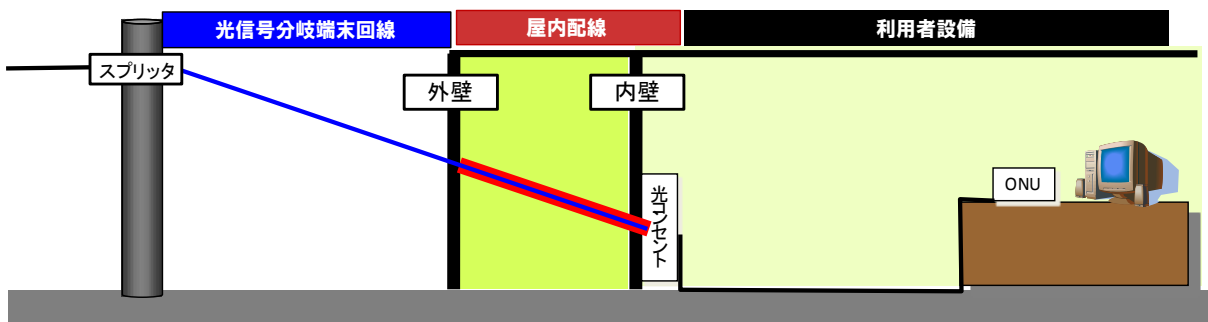 光信号分岐端末回線
屋内配線
利用者設備
スプリッタ
外壁
内壁
光コンセント
ONU